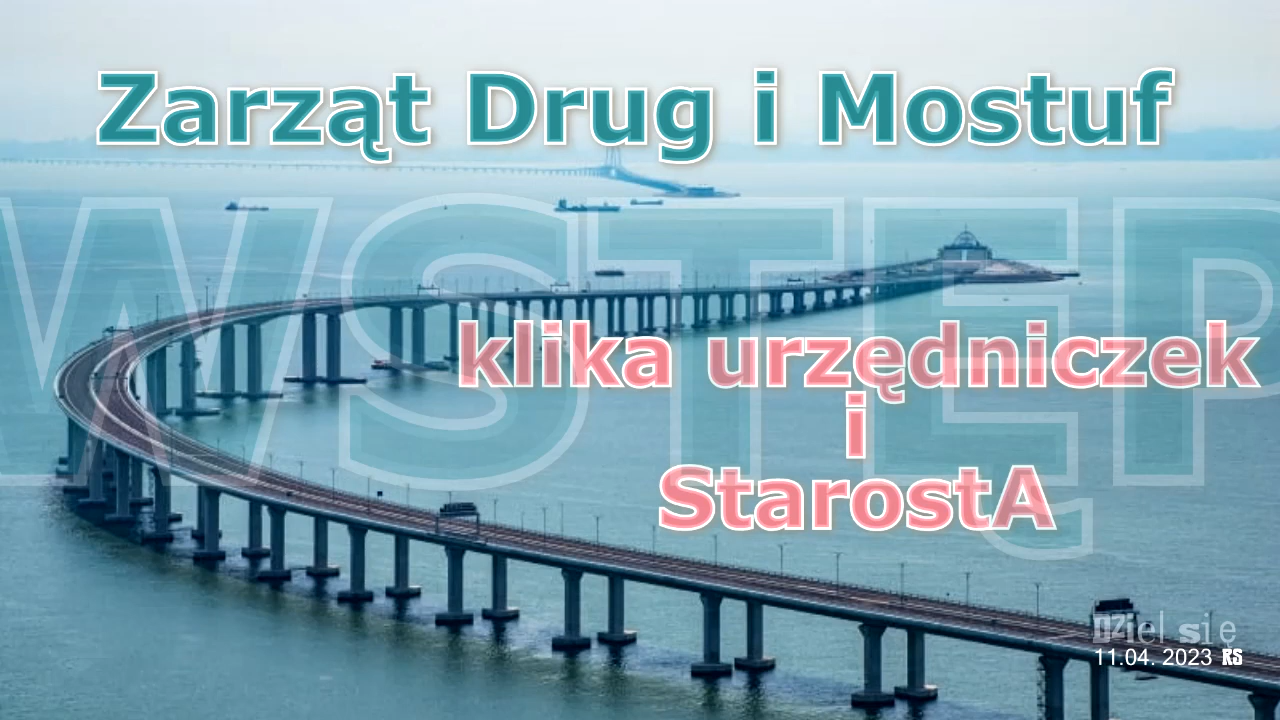 Zarząt Drug i Mostuf
WSTĘP
klika urzędniczek
i
StarostA
Dziel się
11.04. 2023 RS